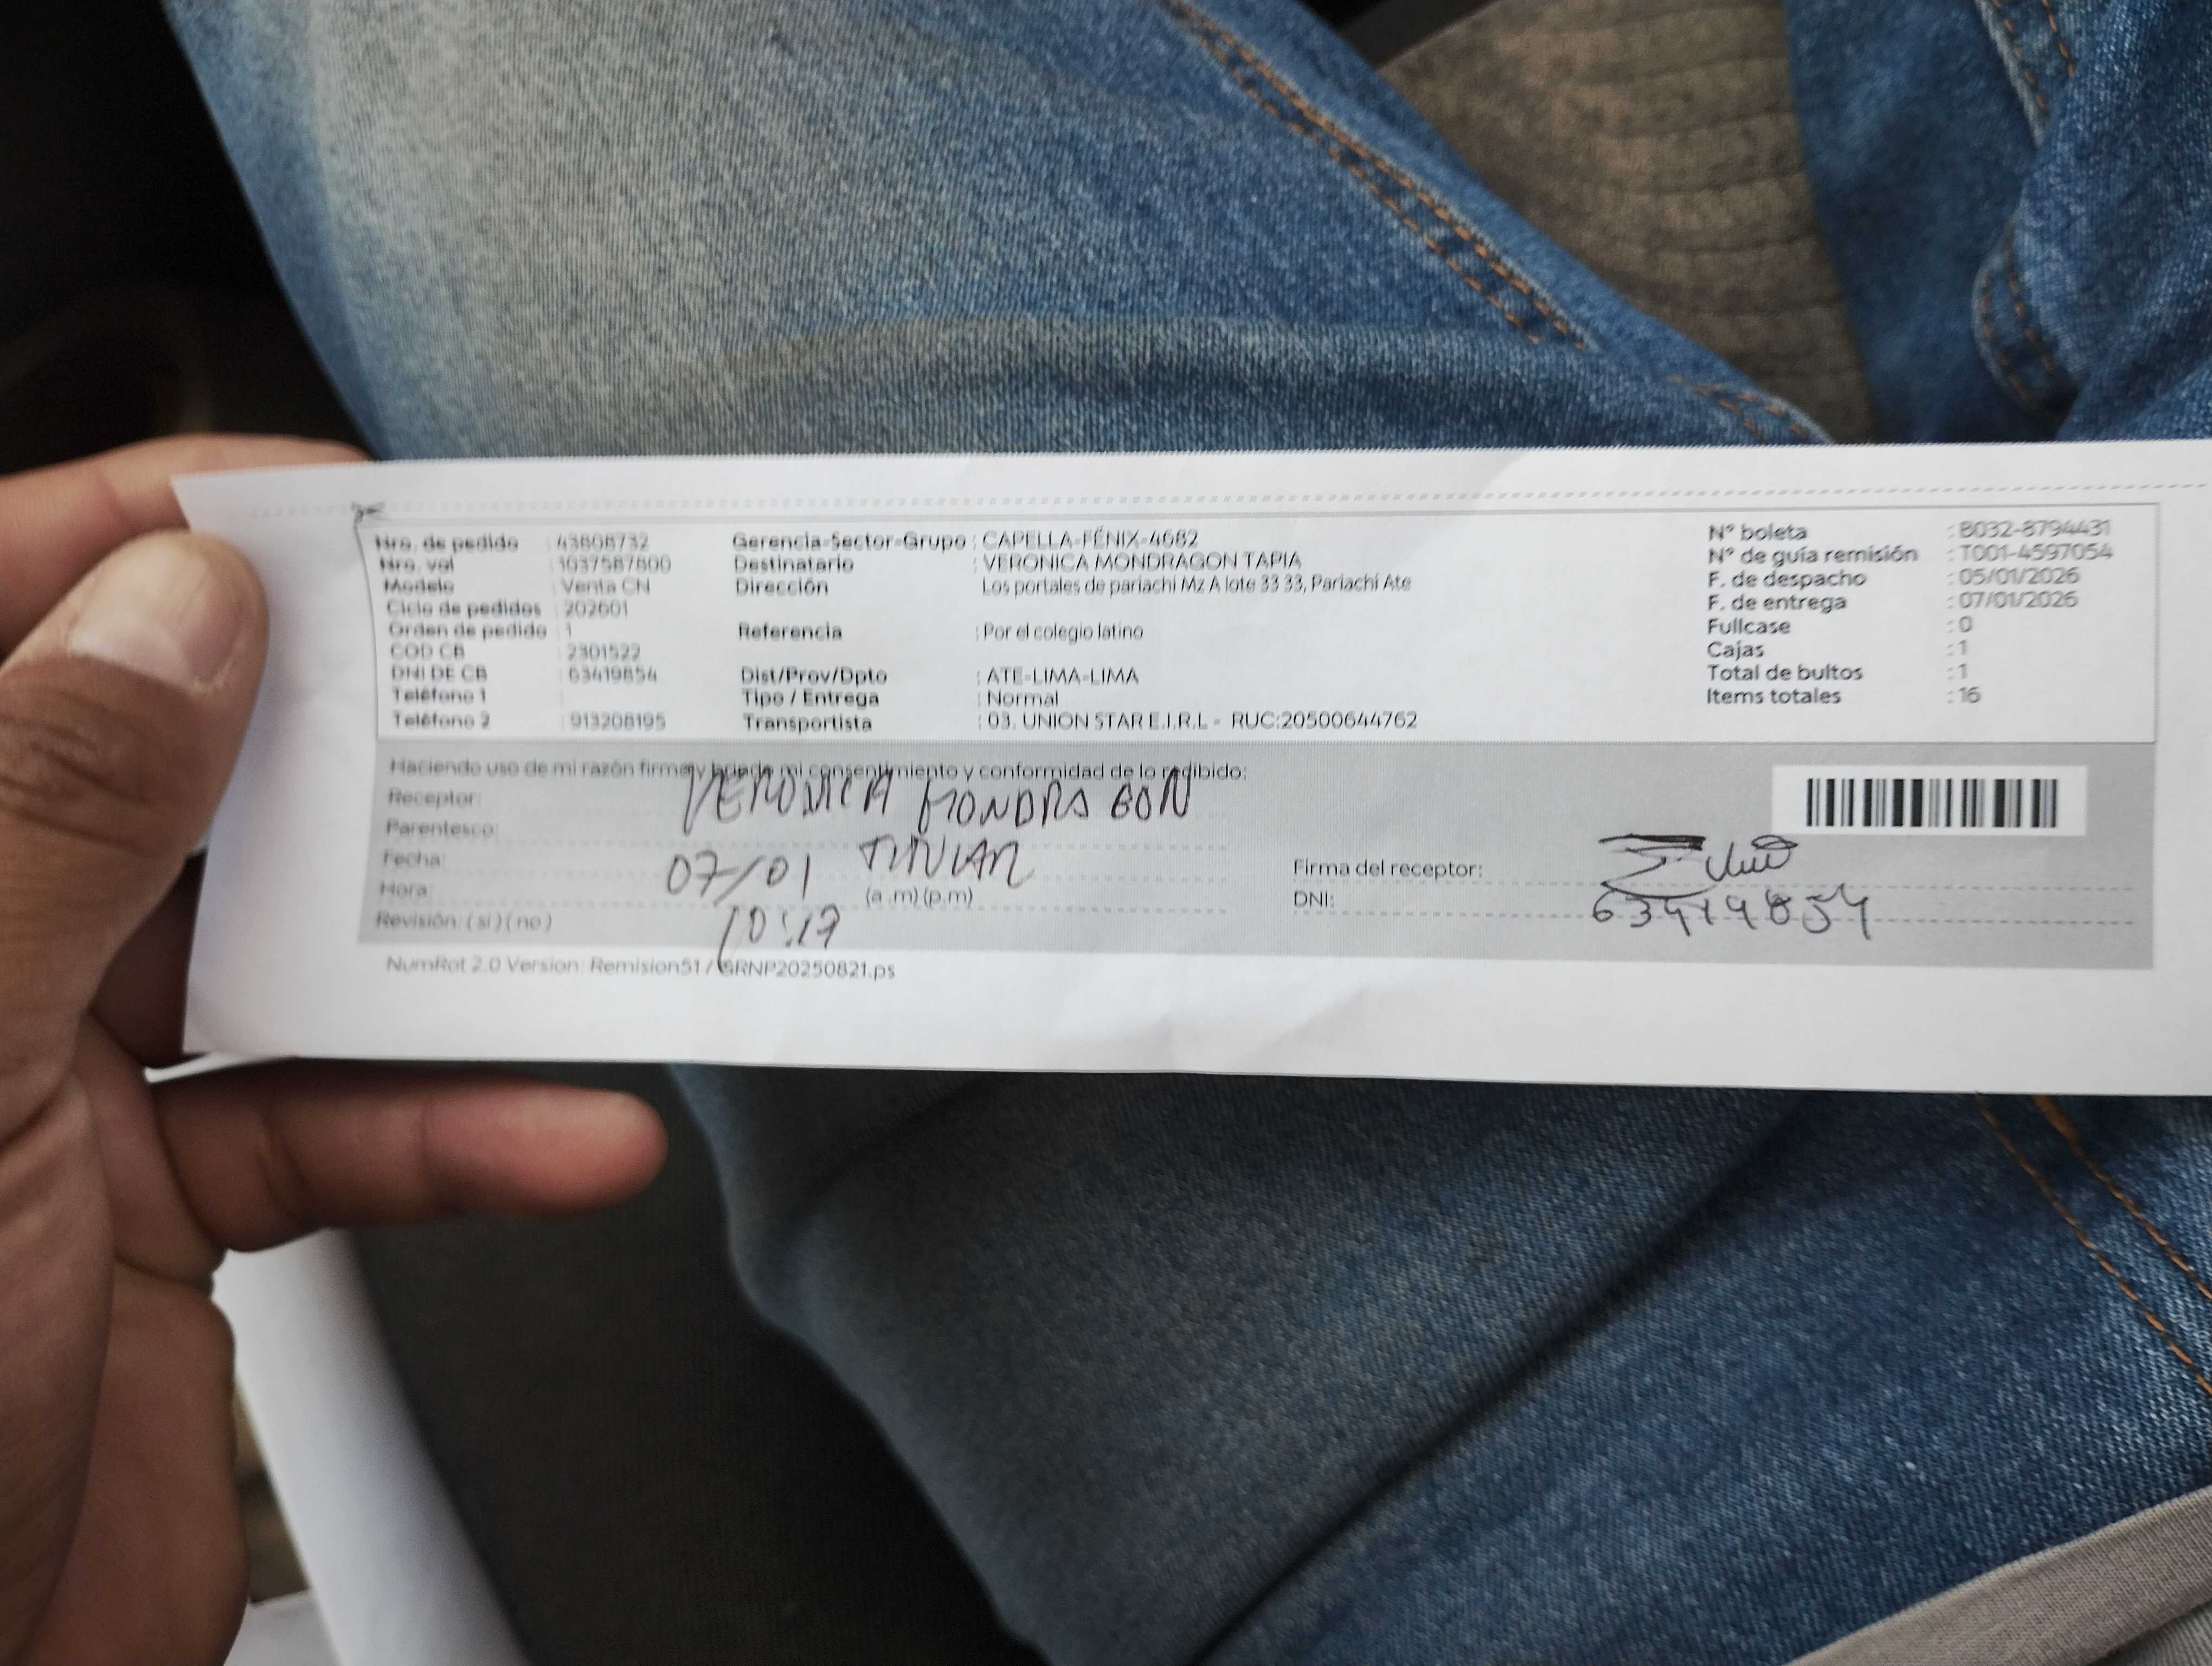 Nro. de pedido : 43808732 Gerencia-Sector-Grupo : CAPELLA-FÉNIX-4682 N° boleta : B032-8794431
Nro. vol : 1037587800 Destinatario : VERONICA MONDRAGON TAPIA N° de guía remisión : T001-4597054
Modelo : Venta CN Dirección Los portales de pariachi Mz A lote 33 33, Pariachi Ate F. de despacho : 05/01/2026
Ciclo de pedidos : 202601 F. de entrega : 07/01/2026
Orden de pedido : 1 Referencia : Por el colegio latino Fullcase : 0
COD CB : 2301522 Cajas : 1
DNI DE CB : 63419854 Dist/Prov/Dpto : ATE-LIMA-LIMA Total de bultos : 1
Teléfono 1 : Tipo / Entrega : Normal Items totales : 16
Teléfono 2 : 913208195 Transportista : 03. UNION STAR E.I.R.L - RUC:20500644762
Haciendo uso de mi razón firma y brindo mi consentimiento y conformidad de lo recibido:
Receptor: VERONICA MONDRAGON
Parentesco: TITULAR
Fecha: 07/01
Hora: 10:17 (a.m) (p.m)
Revisión: ( si ) ( no )
Firma del receptor:
DNI: 63419854
NumRot 2.0 Version: Remision51 / GRNP20250821.ps